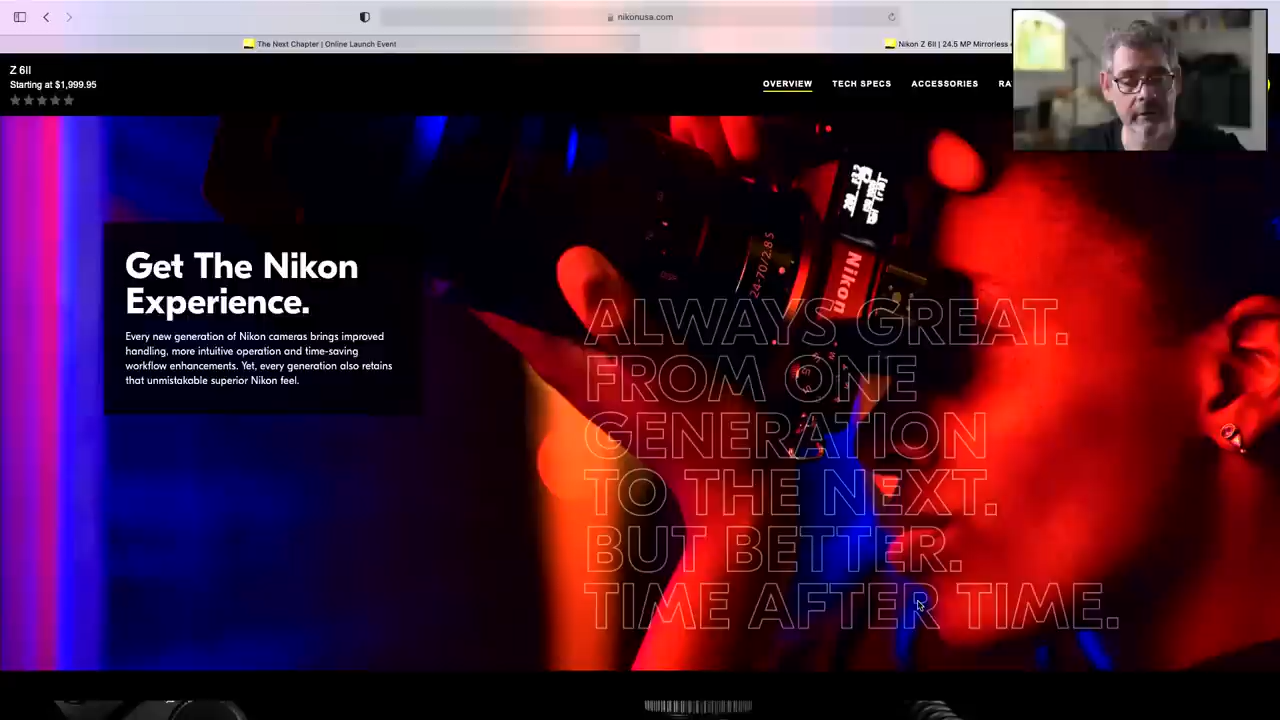 nikonusa.com
The Next Chapter | Online Launch Event
Nikon Z 6II | 24.5 MP Mirrorless
Z 6II
Starting at $1,999.95
OVERVIEW
TECH SPECS
ACCESSORIES
Get The Nikon
Experience.
Every new generation of Nikon cameras brings improved
handling, more intuitive operation and time-saving
workflow enhancements. Yet, every generation also retains
that unmistakable superior Nikon feel.
24-70/2.8 S
Nikon
ALWAYS GREAT.
FROM ONE
GENERATION
TO THE NEXT.
BUT BETTER.
TIME AFTER TIME.